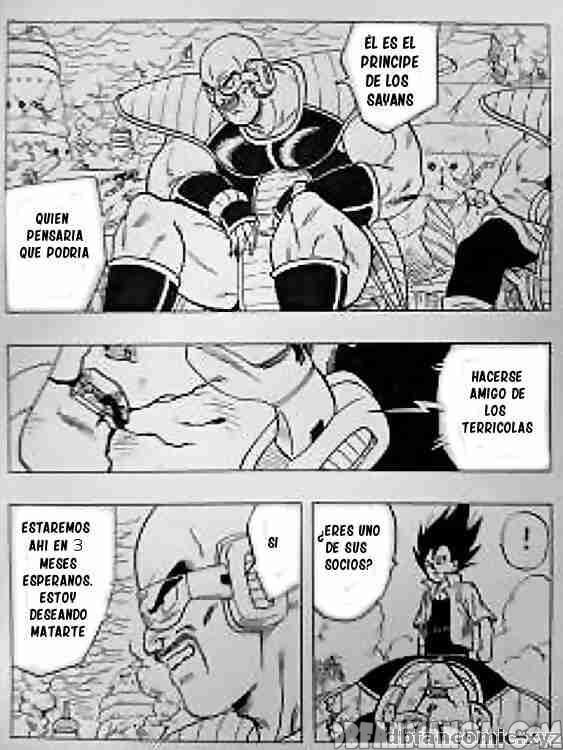 ÉL ES EL
PRINCIPE
DE LOS
SAYANS
QUIEN
PENSARIA
QUE PODRIA
HACERSE
AMIGO DE
LOS
TERRICOLAS
ESTAREMOS
AHI EN 3
MESES
ESPERANOS.
ESTOY
DESEANDO
MATARTE
SI
¿ERES UNO
DE SUS
SOCIOS?
!
dbfancomic.xyz